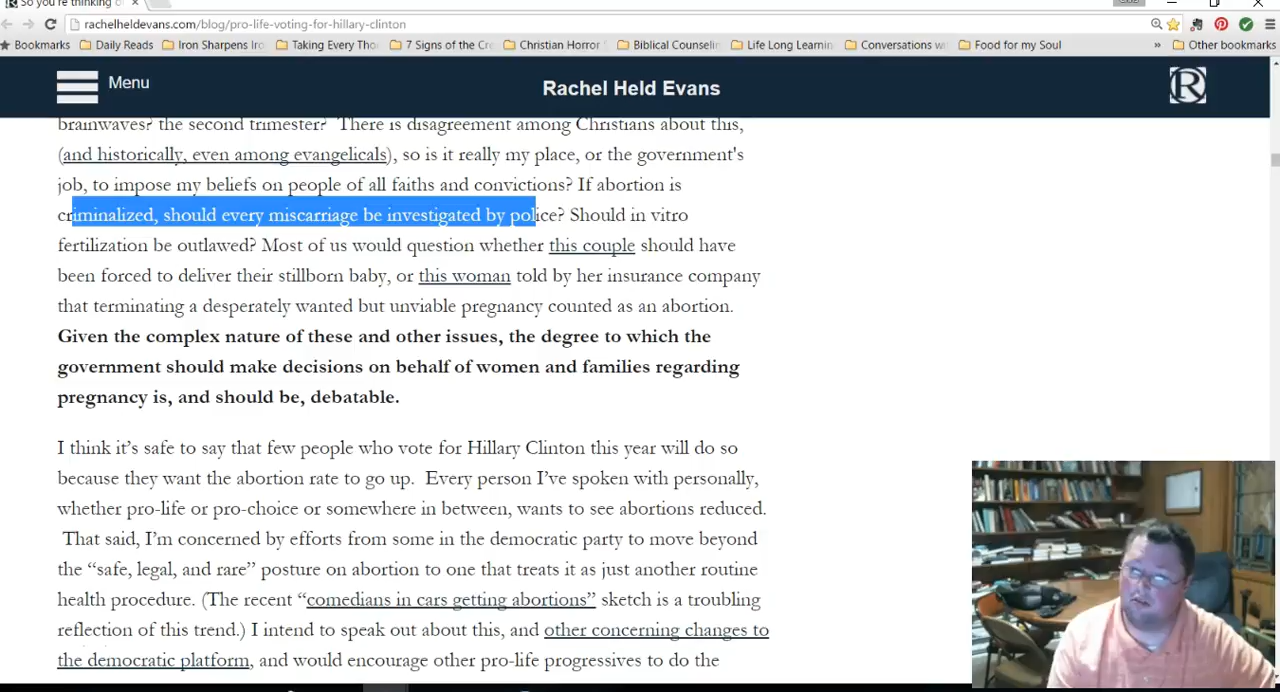 So you're thinking
rachelheldevans.com/blog/pro-life-voting-for-hillary-clinton
Bookmarks Daily Reads Iron Sharpens Iro Taking Every Tho 7 Signs of the Cre Christian Horror Biblical Counselin Life Long Learnin Conversations wi Food for my Soul » Other bookmarks
Menu Rachel Held Evans R
brainwaves? the second trimester? There is disagreement among Christians about this,
(and historically, even among evangelicals), so is it really my place, or the government's
job, to impose my beliefs on people of all faiths and convictions? If abortion is
criminalized, should every miscarriage be investigated by police? Should in vitro
fertilization be outlawed? Most of us would question whether this couple should have
been forced to deliver their stillborn baby, or this woman told by her insurance company
that terminating a desperately wanted but unviable pregnancy counted as an abortion.
Given the complex nature of these and other issues, the degree to which the
government should make decisions on behalf of women and families regarding
pregnancy is, and should be, debatable.
I think it's safe to say that few people who vote for Hillary Clinton this year will do so
because they want the abortion rate to go up. Every person I've spoken with personally,
whether pro-life or pro-choice or somewhere in between, wants to see abortions reduced.
That said, I'm concerned by efforts from some in the democratic party to move beyond
the "safe, legal, and rare" posture on abortion to one that treats it as just another routine
health procedure. (The recent "comedians in cars getting abortions" sketch is a troubling
reflection of this trend.) I intend to speak out about this, and other concerning changes to
the democratic platform, and would encourage other pro-life progressives to do the